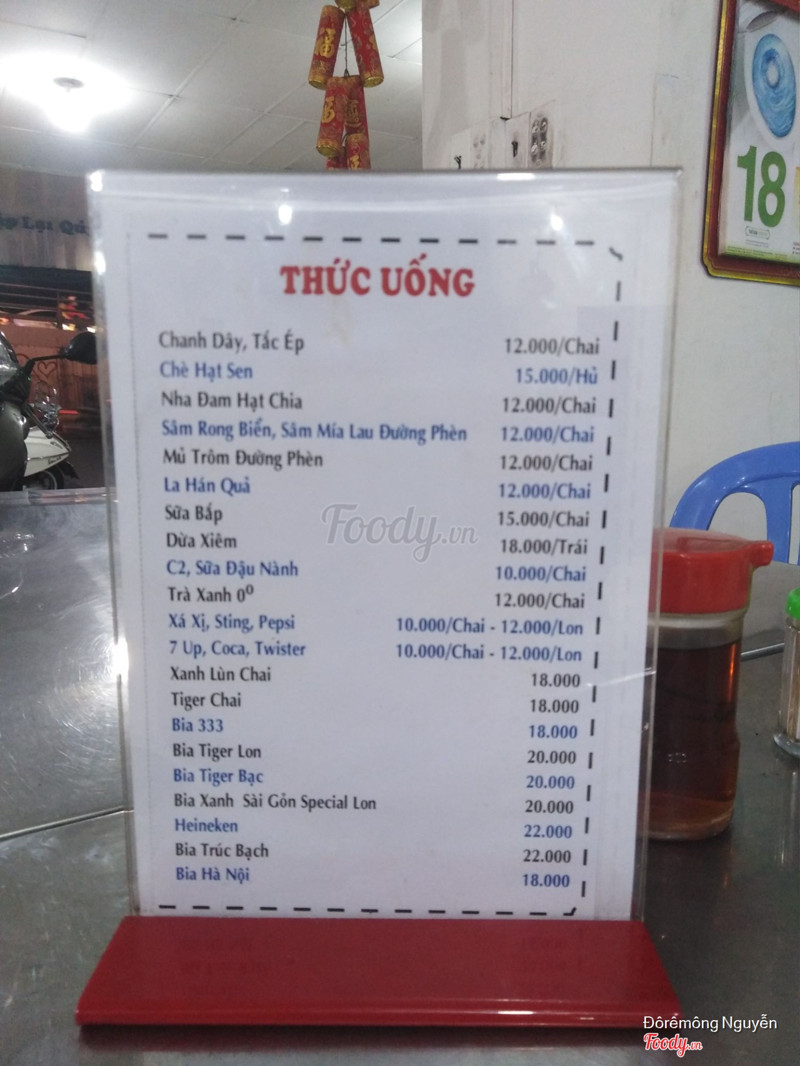 ập Lại Quý
18
THỨC UỐNG
Chanh Dây, Tắc Ép 12.000/Chai
Chè Hạt Sen 15.000/Hủ
Nha Đam Hạt Chia 12.000/Chai
Sâm Rong Biển, Sâm Mía Lau Đường Phèn 12.000/Chai
Mủ Trôm Đường Phèn 12.000/Chai
La Hán Quả 12.000/Chai
Sữa Bắp 15.000/Chai
Dừa Xiêm 18.000/Trái
C2, Sữa Đậu Nành 10.000/Chai
Trà Xanh 0⁰ 12.000/Chai
Xá Xị, Sting, Pepsi 10.000/Chai - 12.000/Lon
7 Up, Coca, Twister 10.000/Chai - 12.000/Lon
Xanh Lùn Chai 18.000
Tiger Chai 18.000
Bia 333 18.000
Bia Tiger Lon 20.000
Bia Tiger Bạc 20.000
Bia Xanh Sài Gòn Special Lon 20.000
Heineken 22.000
Bia Trúc Bạch 22.000
Bia Hà Nội 18.000
Foody.vn
Đôrêmông Nguyễn
Foody.vn